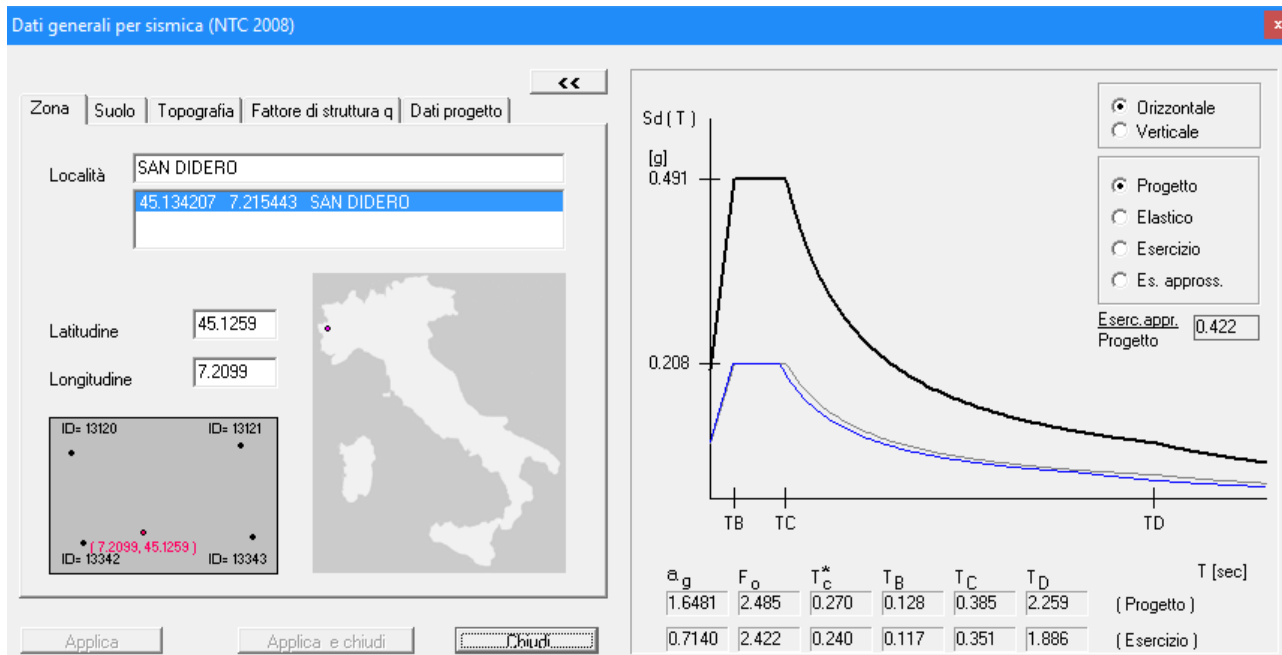 Dati generali per sismica (NTC 2008)
x
<<
Zona Suolo Topografia Fattore di struttura q Dati progetto
Località SAN DIDERO
45.134207 7.215443 SAN DIDERO
Latitudine 45.1259
Longitudine 7.2099
ID= 13120 ID= 13121
( 7.2099, 45.1259 )
ID= 13342 ID= 13343
Applica Applica e chiudi Chiudi
Sd ( T )
[g]
0.491
0.208
TB TC TD
T [sec]
Orizzontale
Verticale
Progetto
Elastico
Esercizio
Es. appross.
Eserc.appr. 0.422
Progetto
ag Fo Tc* TB TC TD
1.6481 2.485 0.270 0.128 0.385 2.259 ( Progetto )
0.7140 2.422 0.240 0.117 0.351 1.886 ( Esercizio )